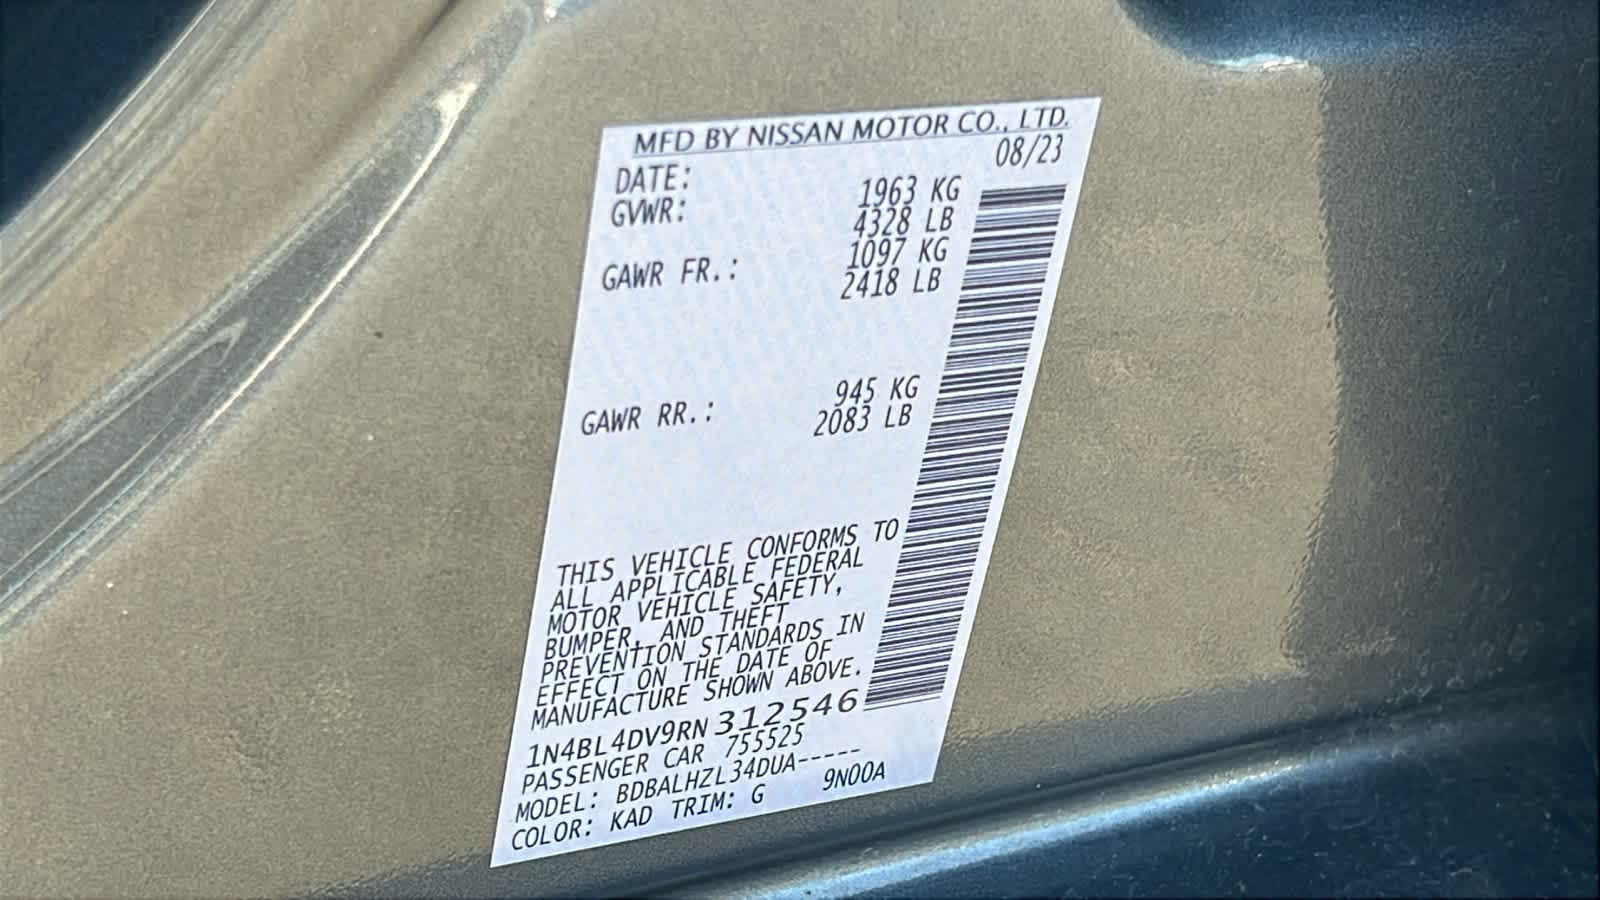 MFD BY NISSAN MOTOR CO., LTD.
DATE: 08/23
GVWR: 1963 KG
4328 LB
GAWR FR.: 1097 KG
2418 LB
GAWR RR.: 945 KG
2083 LB
THIS VEHICLE CONFORMS TO
ALL APPLICABLE FEDERAL
MOTOR VEHICLE SAFETY,
BUMPER, AND THEFT
PREVENTION STANDARDS IN
EFFECT ON THE DATE OF
MANUFACTURE SHOWN ABOVE.
1N4BL4DV9RN312546
PASSENGER CAR 755525
MODEL: BDBALHZL34DUA-----
COLOR: KAD TRIM: G 9N00A